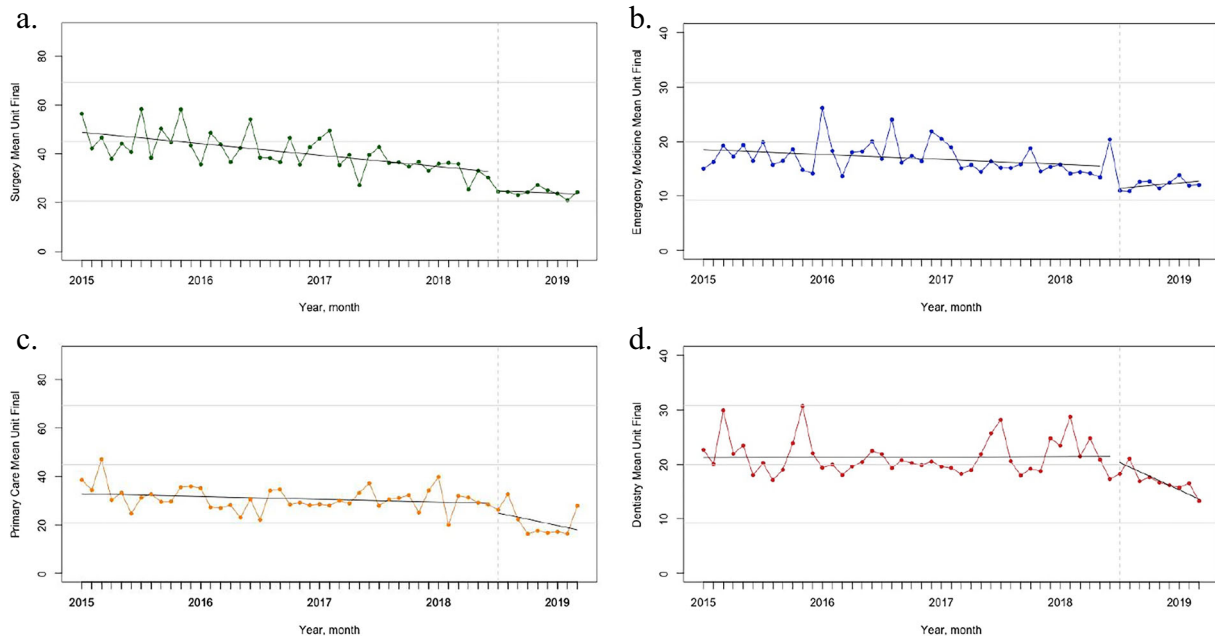 a.
Surgery Mean Unit Final
80
60
40
20
0
2015 2016 2017 2018 2019
Year, month
b.
Emergency Medicine Mean Unit Final
40
30
20
10
0
2015 2016 2017 2018 2019
Year, month
c.
Primary Care Mean Unit Final
80
60
40
20
0
2015 2016 2017 2018 2019
Year, month
d.
Dentistry Mean Unit Final
40
30
20
10
0
2015 2016 2017 2018 2019
Year, month